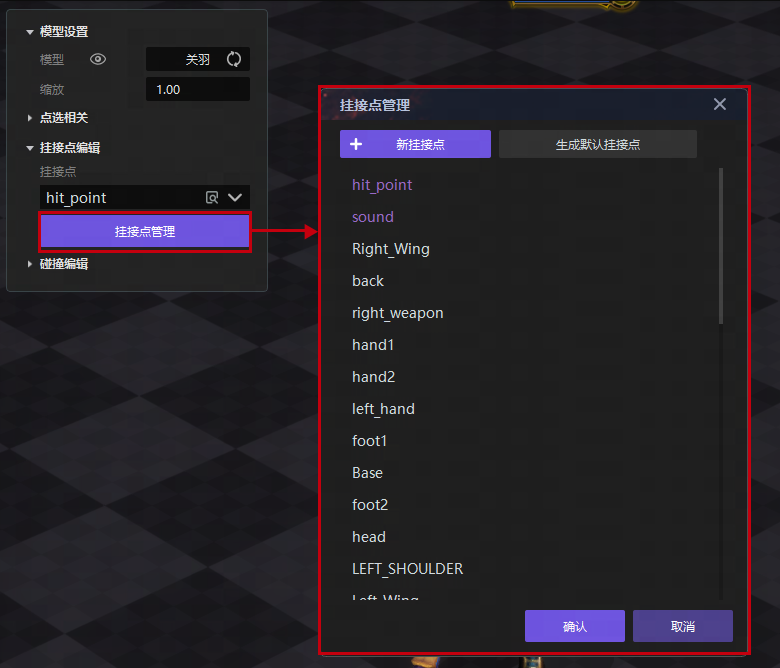 模型设置
模型 关羽
缩放 1.00
点选相关
挂接点编辑
挂接点
hit_point
挂接点管理
碰撞编辑
挂接点管理
新挂接点 生成默认挂接点
hit_point
sound
Right_Wing
back
right_weapon
hand1
hand2
left_hand
foot1
Base
foot2
head
LEFT_SHOULDER
Left_Wing
确认 取消